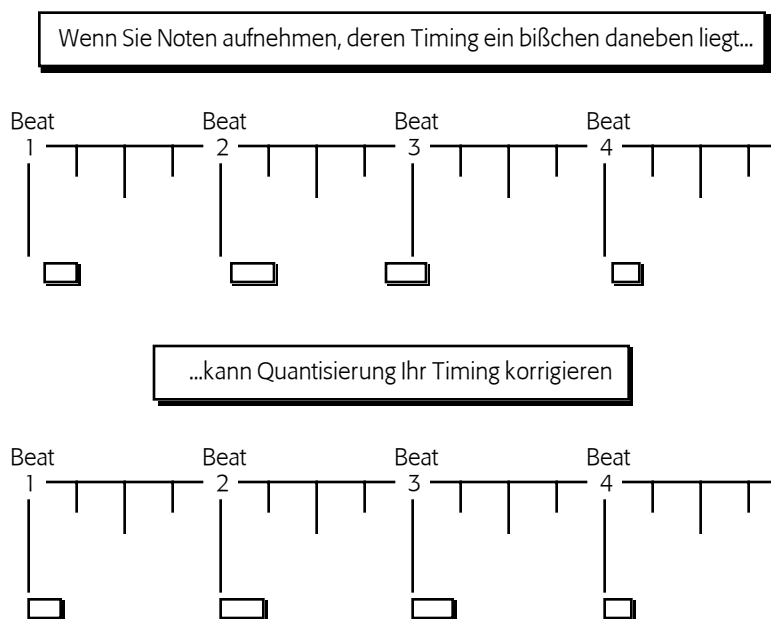 Wenn Sie Noten aufnehmen, deren Timing ein bißchen daneben liegt...
Beat Beat Beat Beat
1 2 3 4
...kann Quantisierung Ihr Timing korrigieren
Beat Beat Beat Beat
1 2 3 4